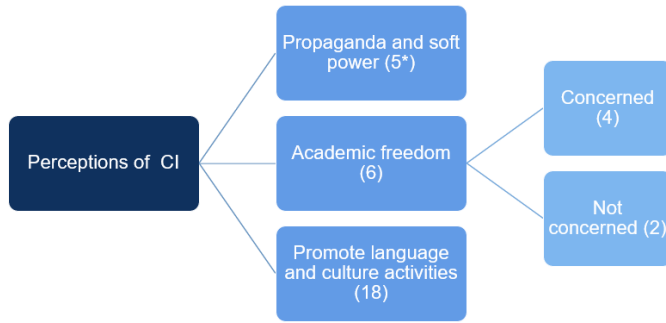 Propaganda and soft
power (5*)
Concerned
(4)
Perceptions of  CI
Academic freedom
(6)
Not
concerned (2)
Promote language
and culture activities
(18)